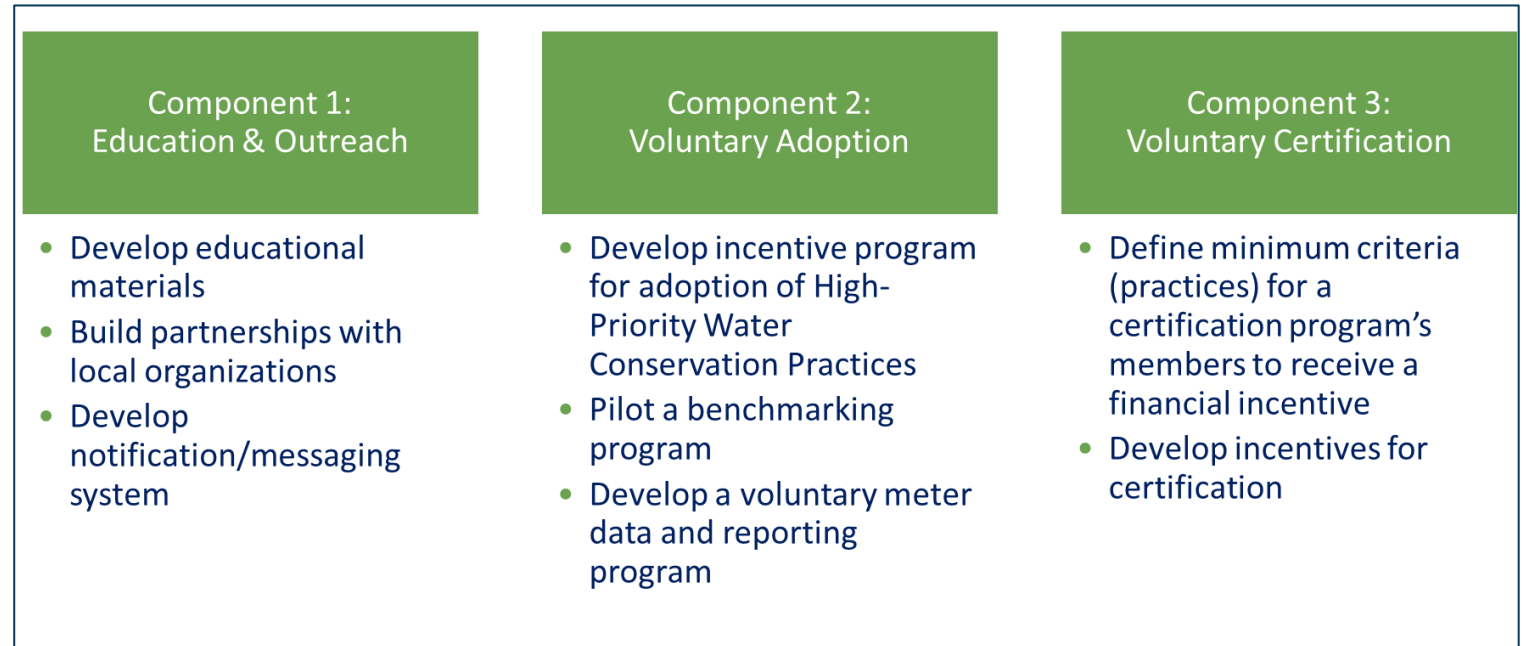 Component 1:
Education & Outreach
• Develop educational
materials
• Build partnerships with
local organizations
• Develop
notification/messaging
system
Component 2:
Voluntary Adoption
• Develop incentive program
for adoption of High-
Priority Water
Conservation Practices
• Pilot a benchmarking
program
• Develop a voluntary meter
data and reporting
program
Component 3:
Voluntary Certification
• Define minimum criteria
(practices) for a
certification program’s
members to receive a
financial incentive
• Develop incentives for
certification